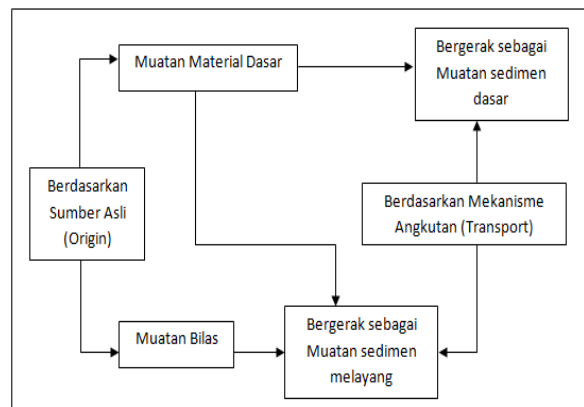 Muatan Material Dasar
Bergerak sebagai
Muatan sedimen
dasar
Berdasarkan
Sumber Asli
(Origin)
Berdasarkan Mekanisme
Angkutan (Transport)
Muatan Bilas
Bergerak sebagai
Muatan sedimen
melayang